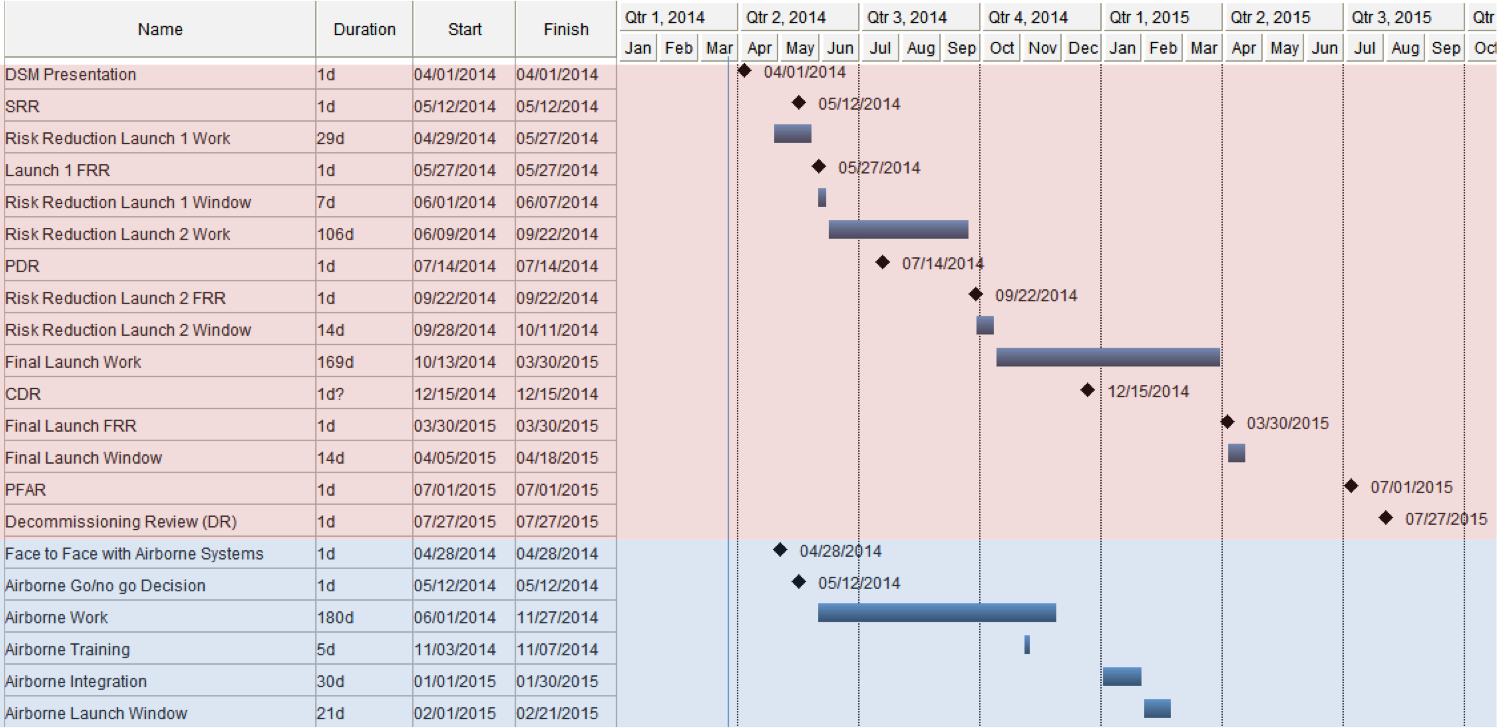 Name Duration Start Finish Qtr 1, 2014 Qtr 2, 2014 Qtr 3, 2014 Qtr 4, 2014 Qtr 1, 2015 Qtr 2, 2015 Qtr 3, 2015 Qtr
Jan Feb Mar Apr May Jun Jul Aug Sep Oct Nov Dec Jan Feb Mar Apr May Jun Jul Aug Sep Oct
DSM Presentation 1d 04/01/2014 04/01/2014 04/01/2014
SRR 1d 05/12/2014 05/12/2014 05/12/2014
Risk Reduction Launch 1 Work 29d 04/29/2014 05/27/2014
Launch 1 FRR 1d 05/27/2014 05/27/2014 05/27/2014
Risk Reduction Launch 1 Window 7d 06/01/2014 06/07/2014
Risk Reduction Launch 2 Work 106d 06/09/2014 09/22/2014
PDR 1d 07/14/2014 07/14/2014 07/14/2014
Risk Reduction Launch 2 FRR 1d 09/22/2014 09/22/2014 09/22/2014
Risk Reduction Launch 2 Window 14d 09/28/2014 10/11/2014
Final Launch Work 169d 10/13/2014 03/30/2015
CDR 1d? 12/15/2014 12/15/2014 12/15/2014
Final Launch FRR 1d 03/30/2015 03/30/2015 03/30/2015
Final Launch Window 14d 04/05/2015 04/18/2015
PFAR 1d 07/01/2015 07/01/2015 07/01/2015
Decommissioning Review (DR) 1d 07/27/2015 07/27/2015 07/27/2015
Face to Face with Airborne Systems 1d 04/28/2014 04/28/2014 04/28/2014
Airborne Go/no go Decision 1d 05/12/2014 05/12/2014 05/12/2014
Airborne Work 180d 06/01/2014 11/27/2014
Airborne Training 5d 11/03/2014 11/07/2014
Airborne Integration 30d 01/01/2015 01/30/2015
Airborne Launch Window 21d 02/01/2015 02/21/2015